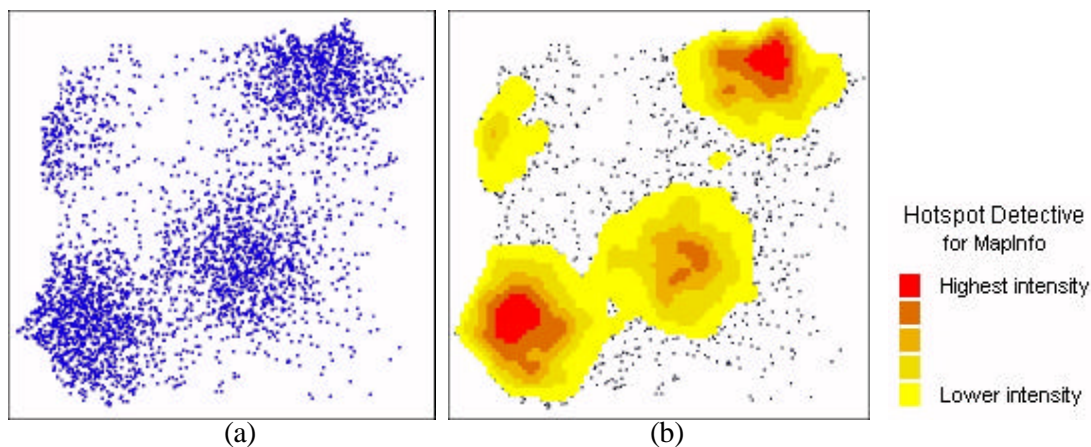 Hotspot Detective
for MapInfo
Highest intensity
Lower intensity
(a)
(b)